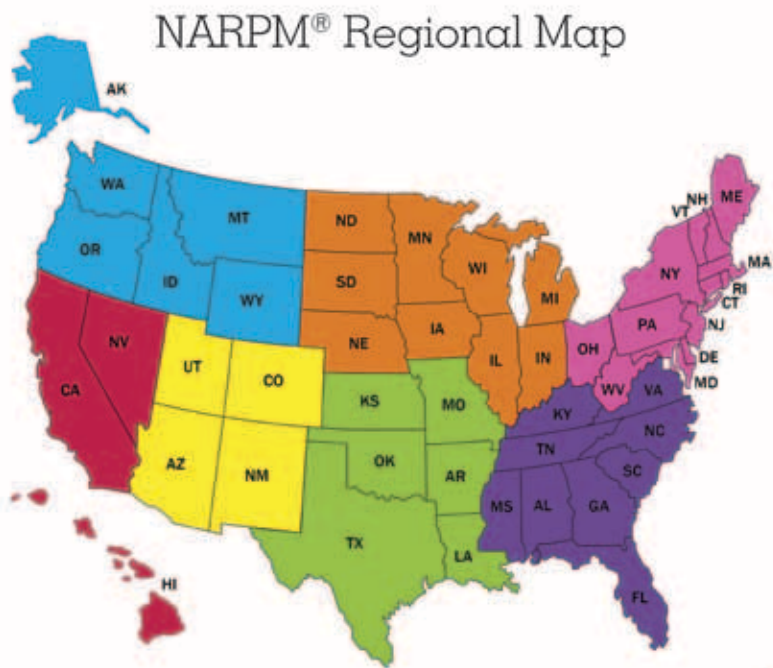 NARPM® Regional Map
AK
WA
MT
ND
MN
OR
ID
WY
SD
WI
MI
NE
IA
IL
IN
OH
PA
NY
VT
NH
ME
MA
RI
CT
NJ
DE
MD
WV
VA
NV
CA
UT
CO
KS
MO
KY
NC
TN
AZ
NM
OK
AR
SC
MS
AL
GA
TX
LA
FL
HI